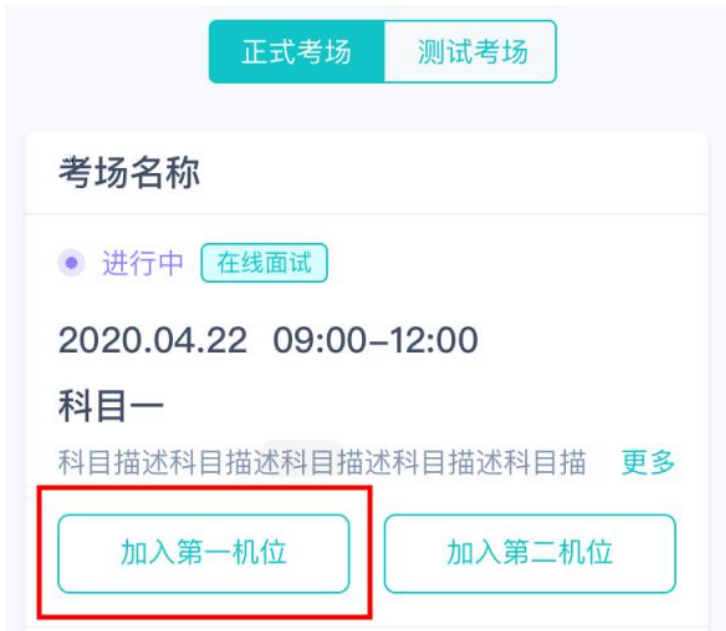 正式考场 测试考场
考场名称
进行中 在线面试
2020.04.22 09:00-12:00
科目一
科目描述科目描述科目描述科目描述科目描 更多
加入第一机位 加入第二机位